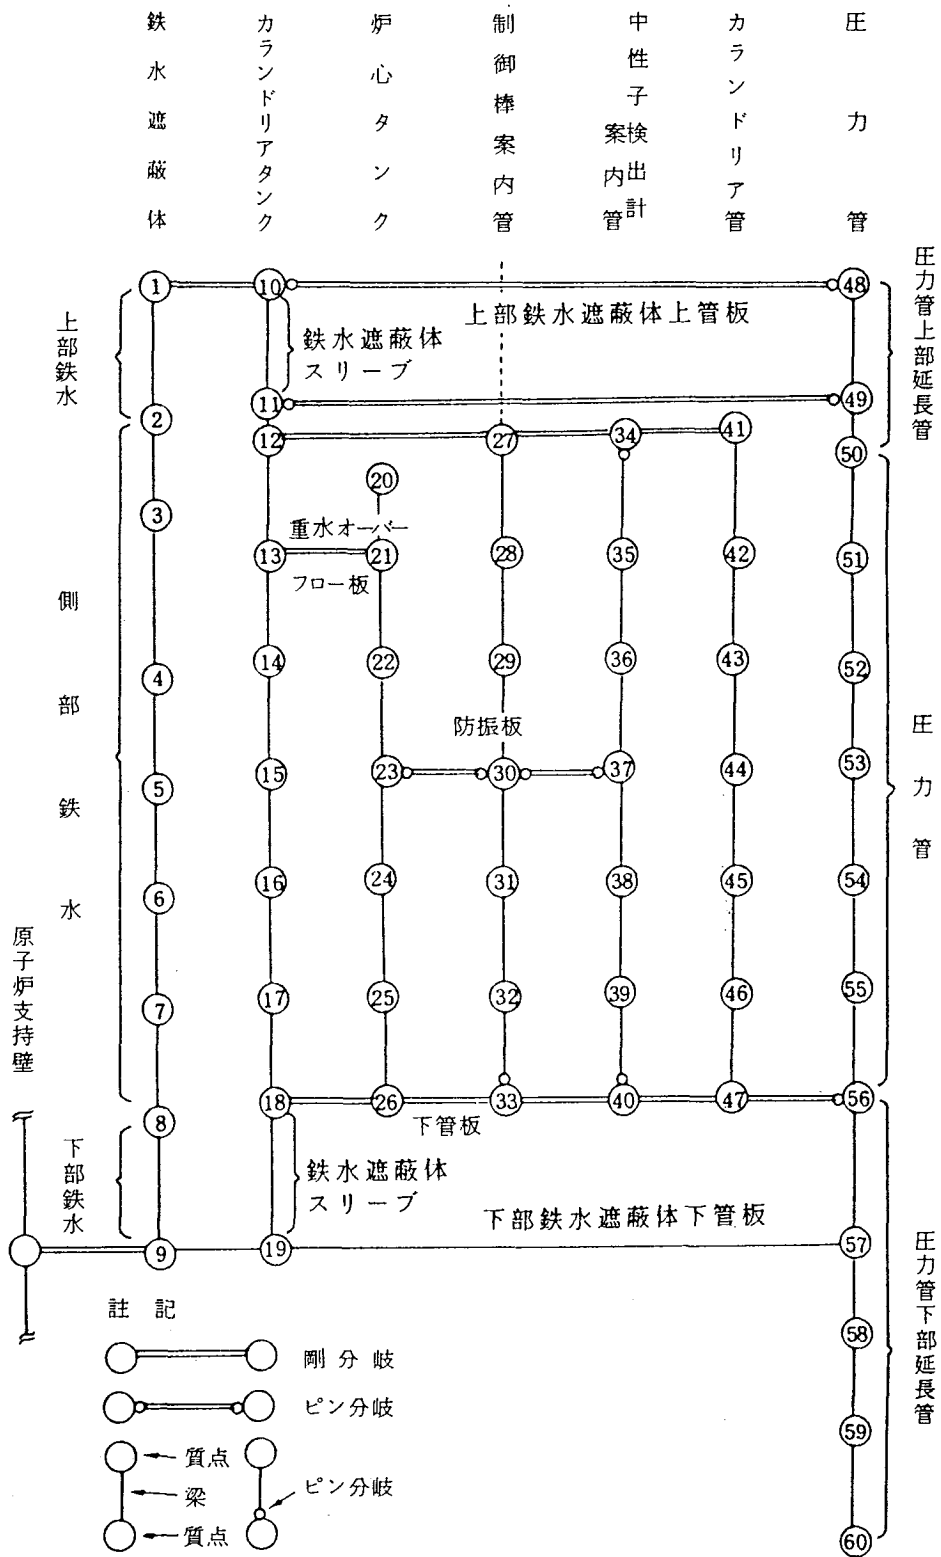 鉄水遮蔽体
カランドリアタンク
炉心タンク
制御棒案内管
中性子検出計
案内管
カランドリア管
圧力管
1
10
48
上部鉄水遮蔽体上管板
圧力管上部延長管
上部鉄水
鉄水遮蔽体
スリーブ
11
49
2
12
27
34
41
50
20
3
重水オーバー
13
21
28
35
42
51
フロー板
側部鉄水
14
22
29
36
43
52
4
防振板
圧力管
15
23
30
37
44
53
5
16
24
31
38
45
54
6
原子炉支持壁
17
25
32
39
46
55
7
18
26
33
40
47
56
下管板
8
下部鉄水
鉄水遮蔽体
スリーブ
下部鉄水遮蔽体下管板
9
19
57
圧力管下部延長管
58
59
60
註記
剛分岐
ピン分岐
質点
梁
ピン分岐
質点